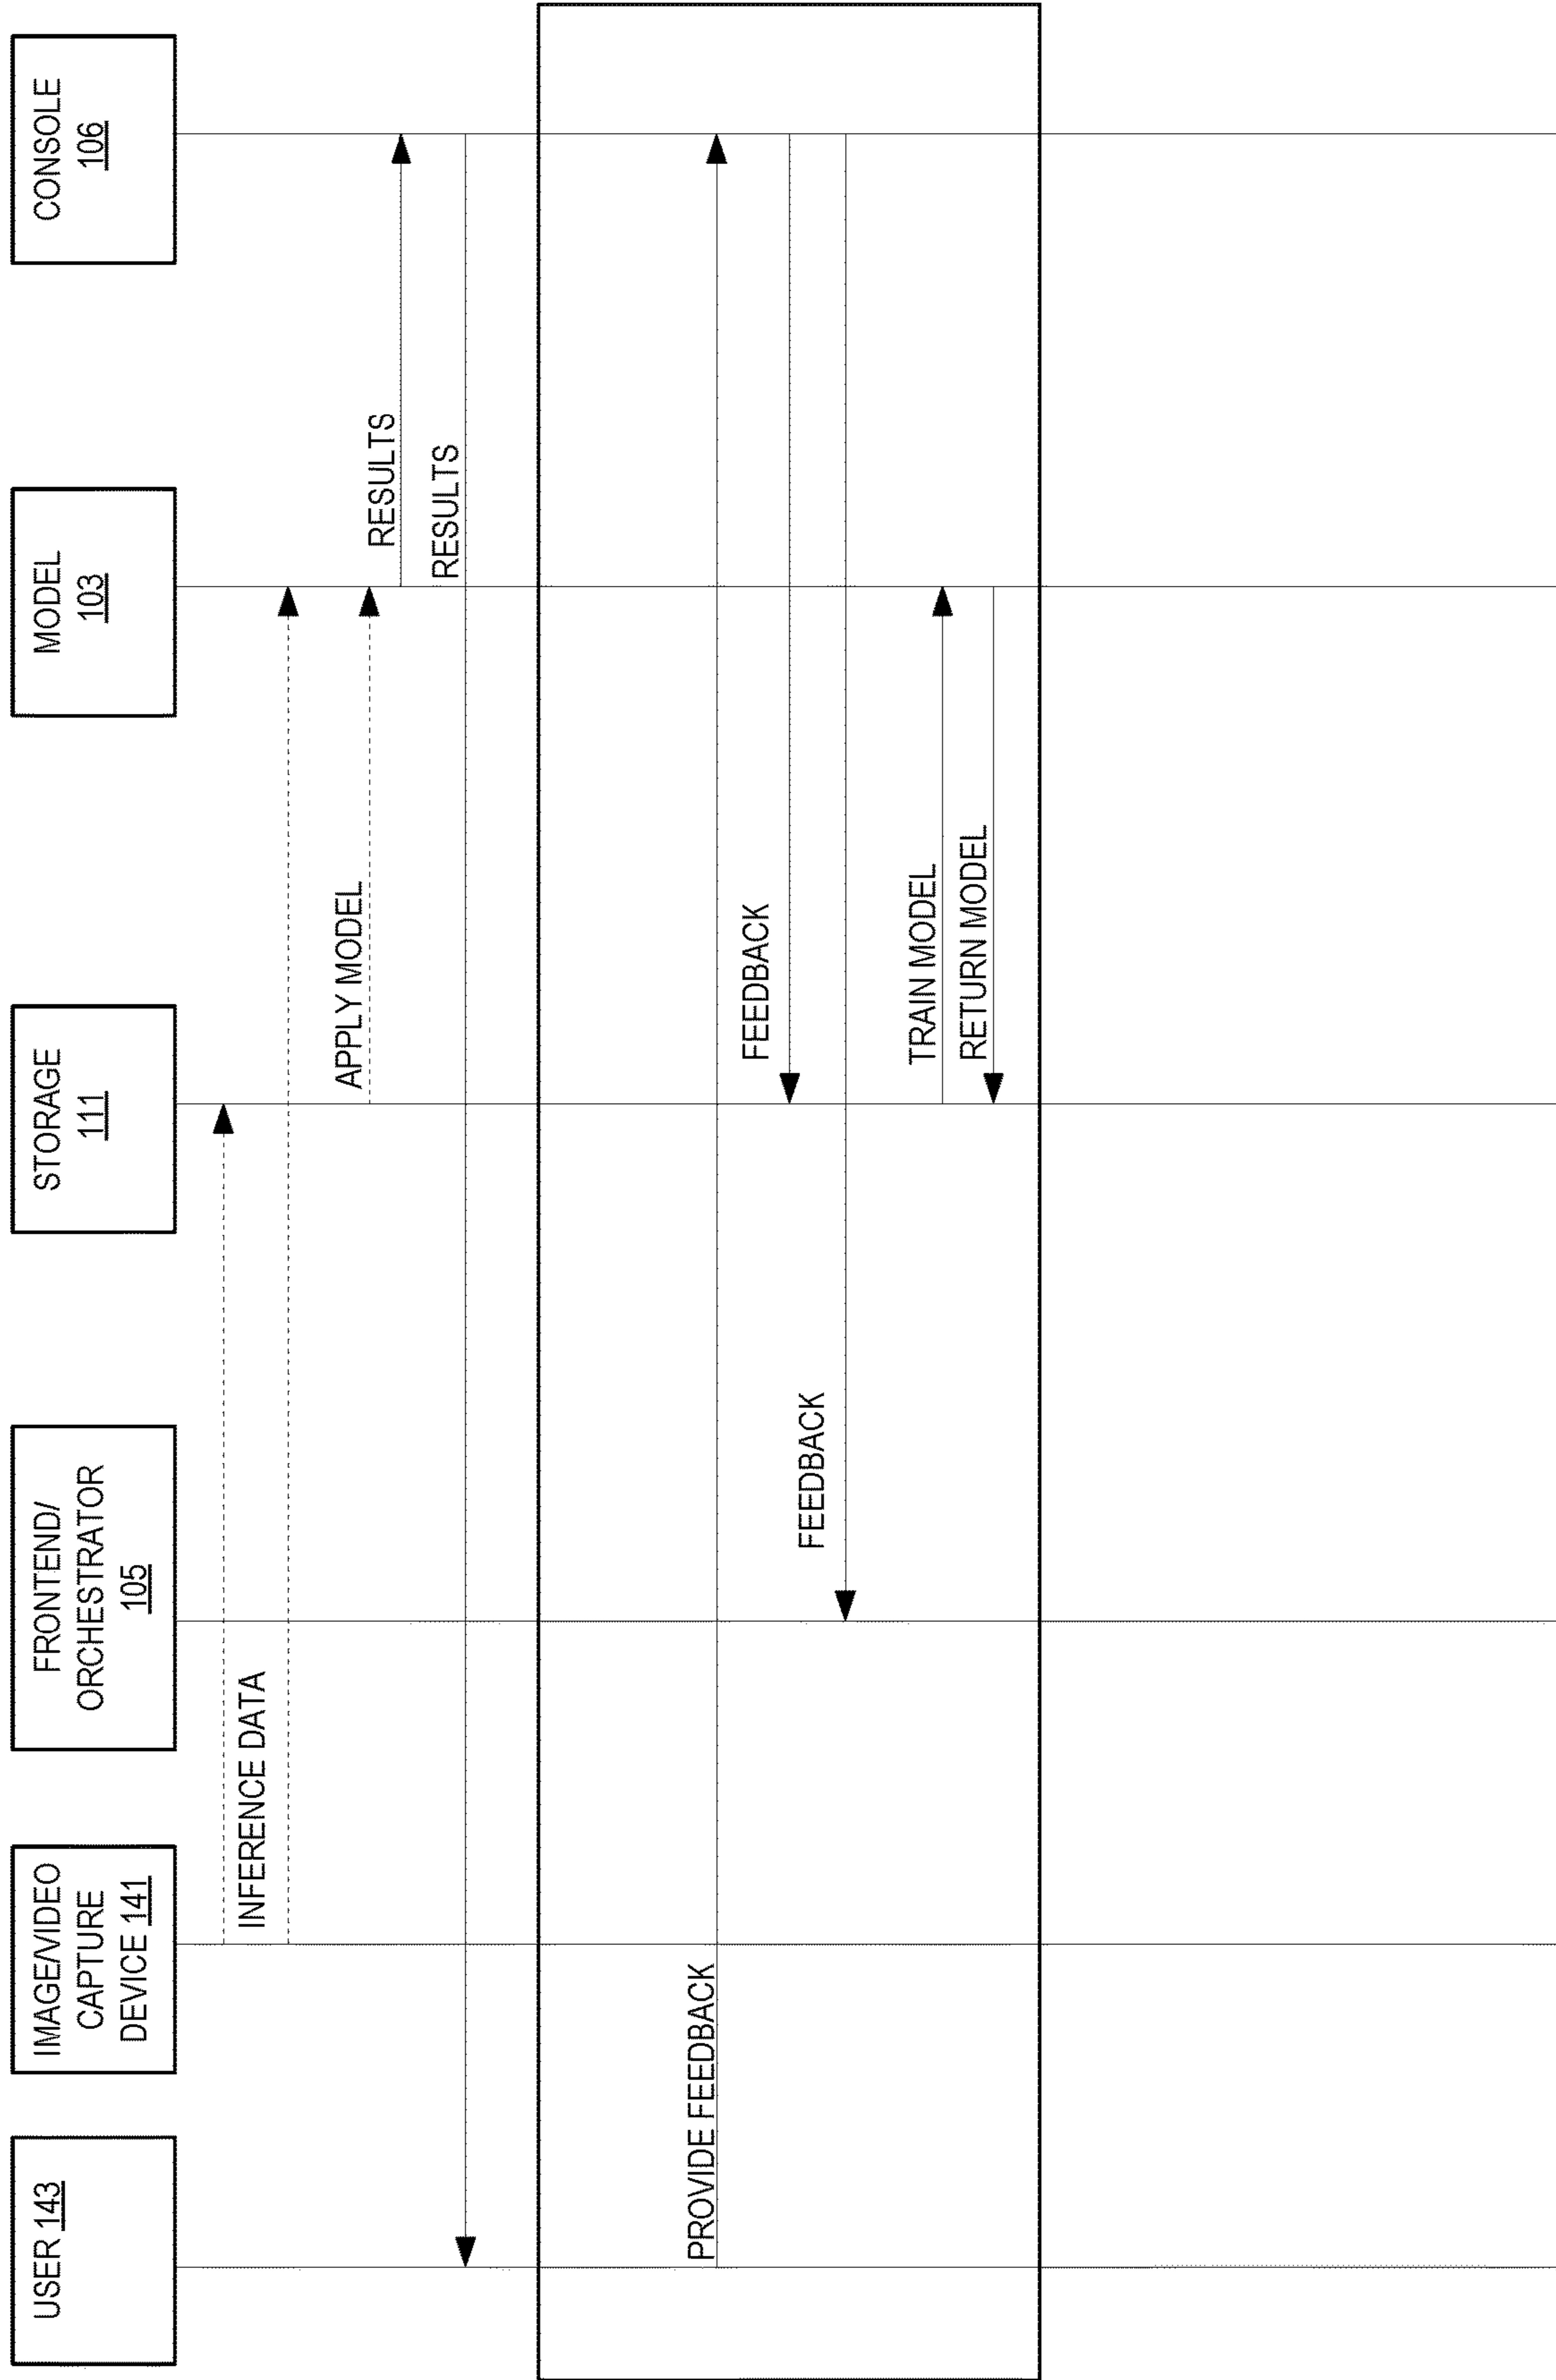 USER 143
IMAGE/VIDEO
CAPTURE
DEVICE 141
FRONTEND/
ORCHESTRATOR
105
STORAGE
111
MODEL
103
CONSOLE
106
INFERENCE DATA
APPLY MODEL
RESULTS
RESULTS
PROVIDE FEEDBACK
FEEDBACK
FEEDBACK
TRAIN MODEL
RETURN MODEL